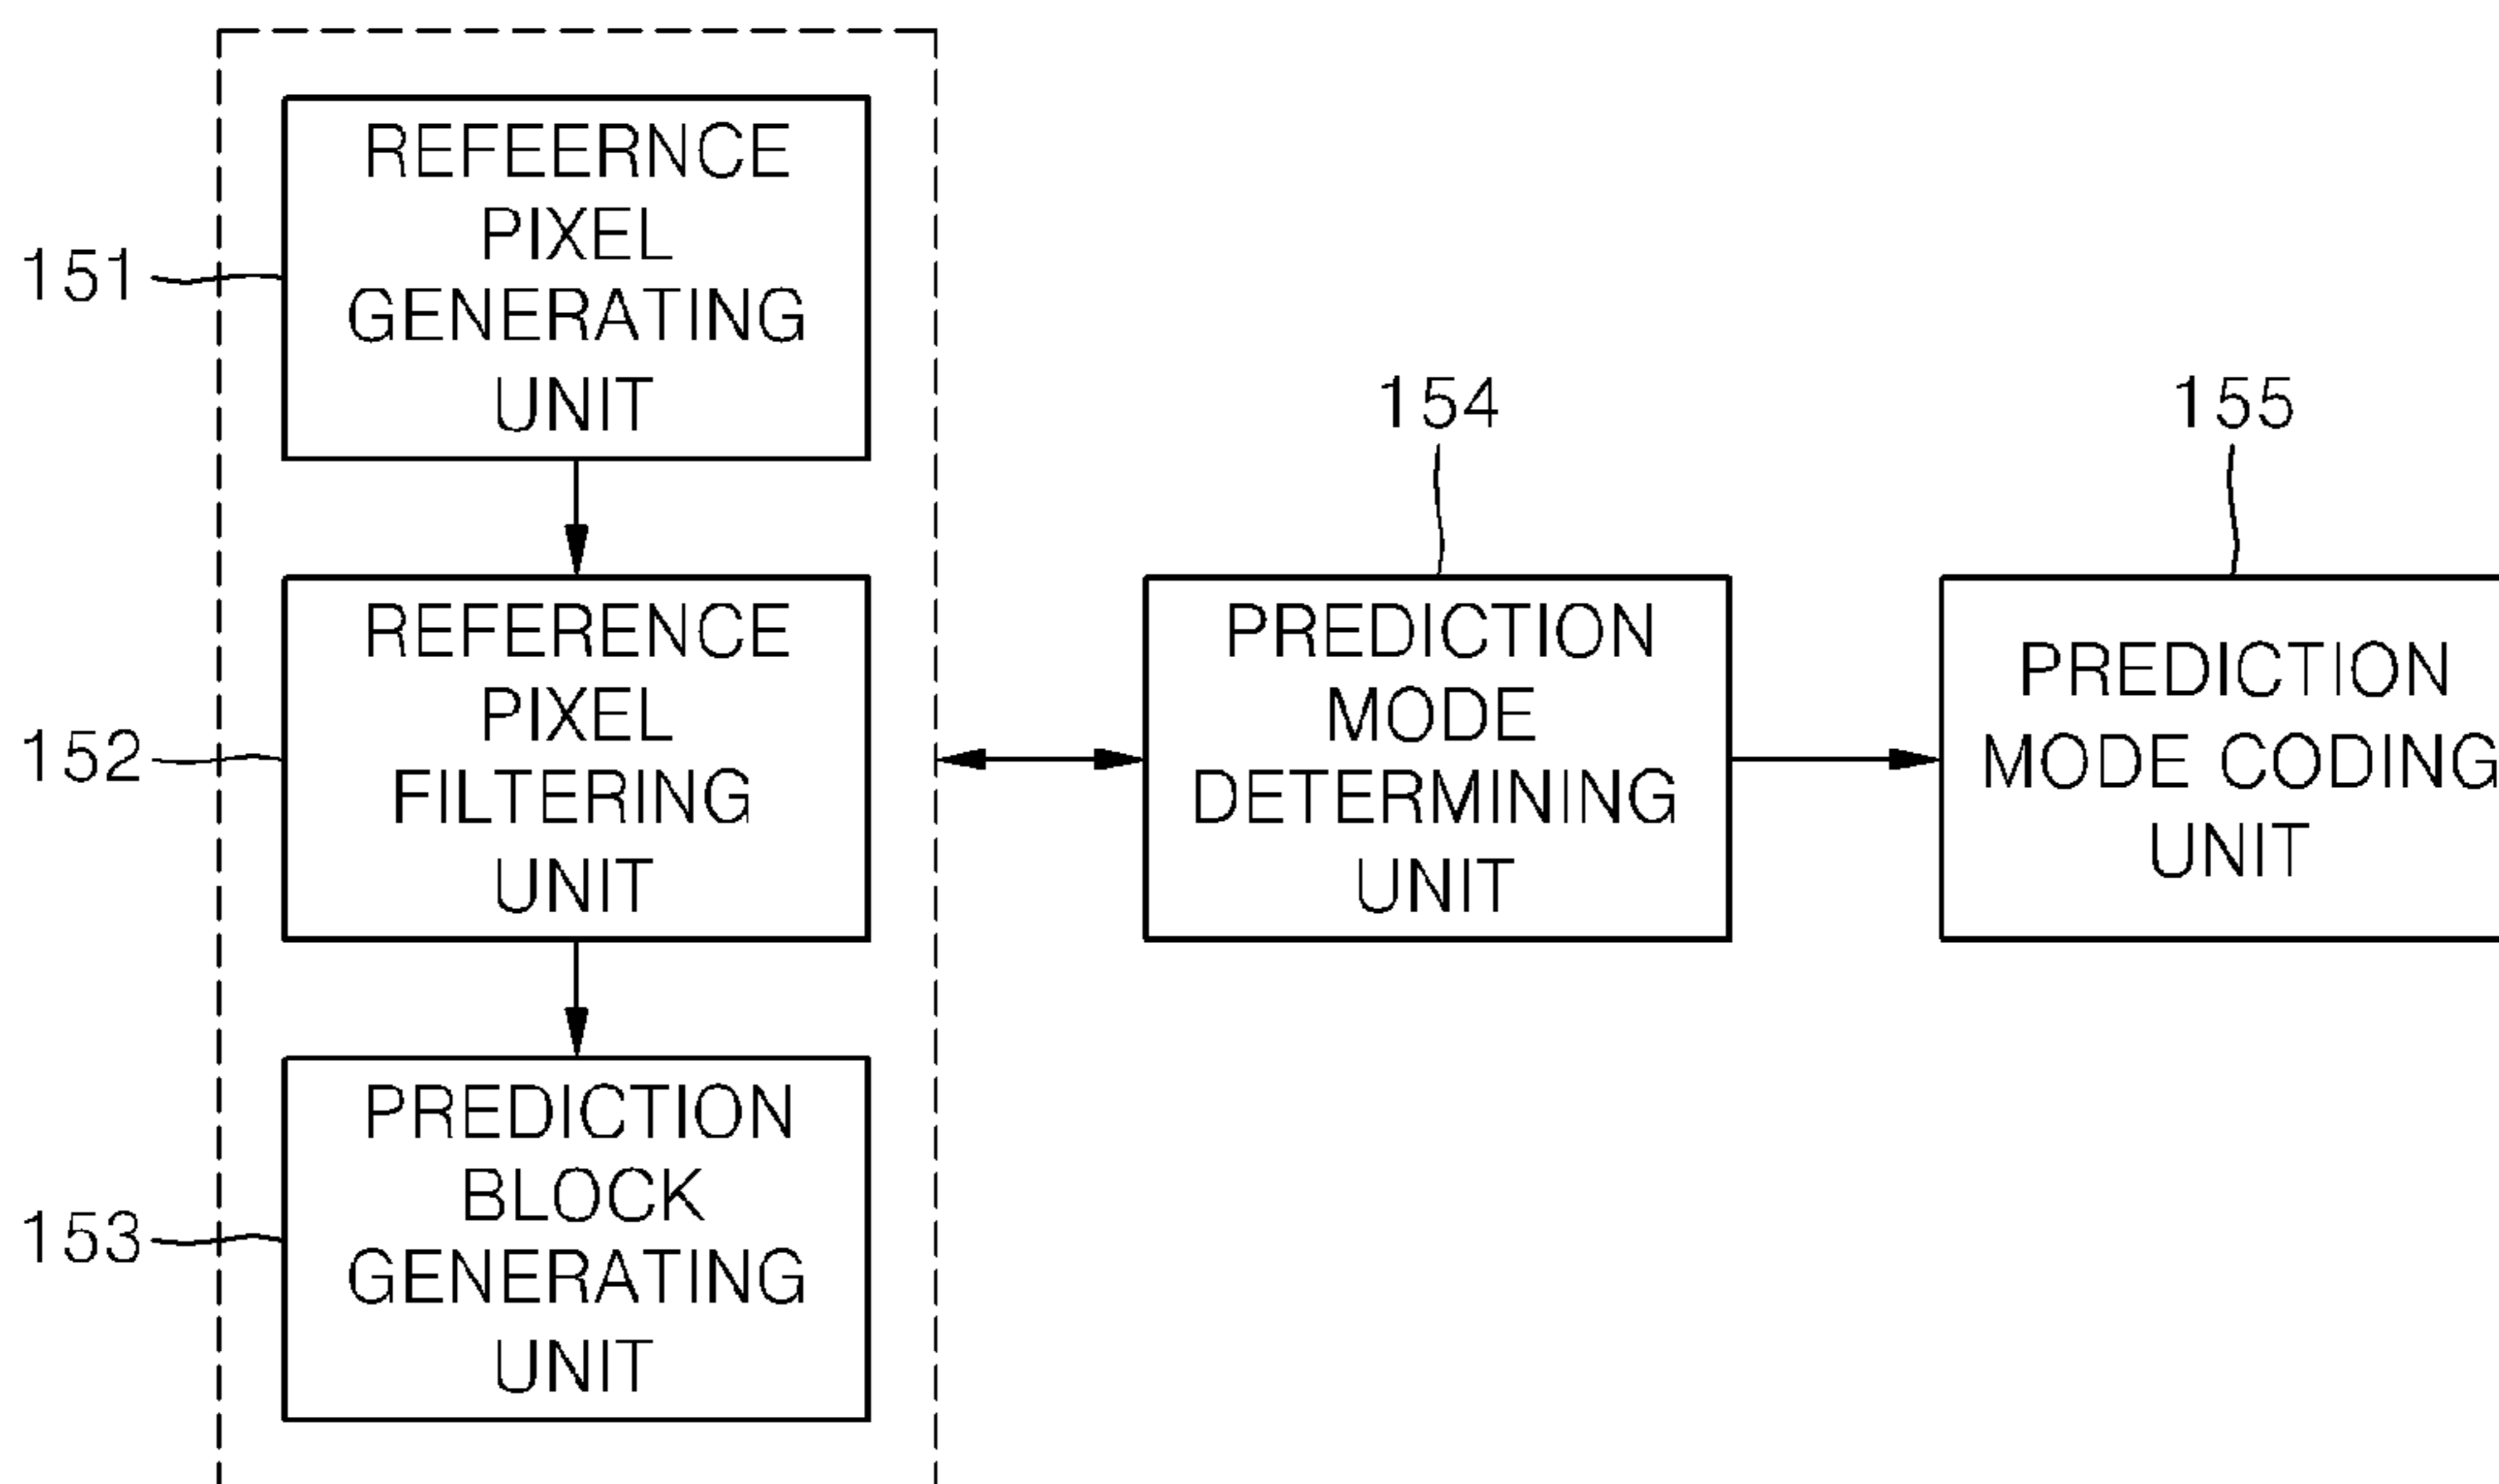 151
REFEERNCE
PIXEL
GENERATING
UNIT
152
REFERENCE
PIXEL
FILTERING
UNIT
153
PREDICTION
BLOCK
GENERATING
UNIT
154
PREDICTION
MODE
DETERMINING
UNIT
155
PREDICTION
MODE CODING
UNIT